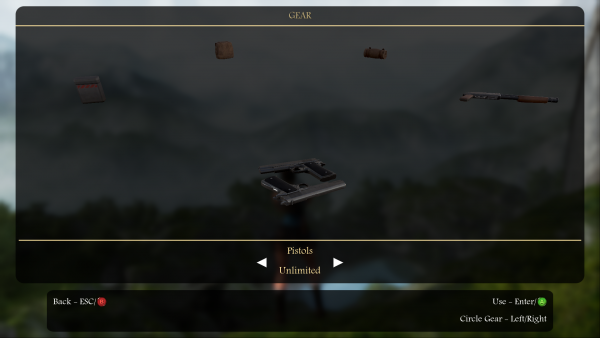 GEAR
Pistols
Unlimited
Back - ESC/B
Use - Enter/A
Circle Gear - Left/Right